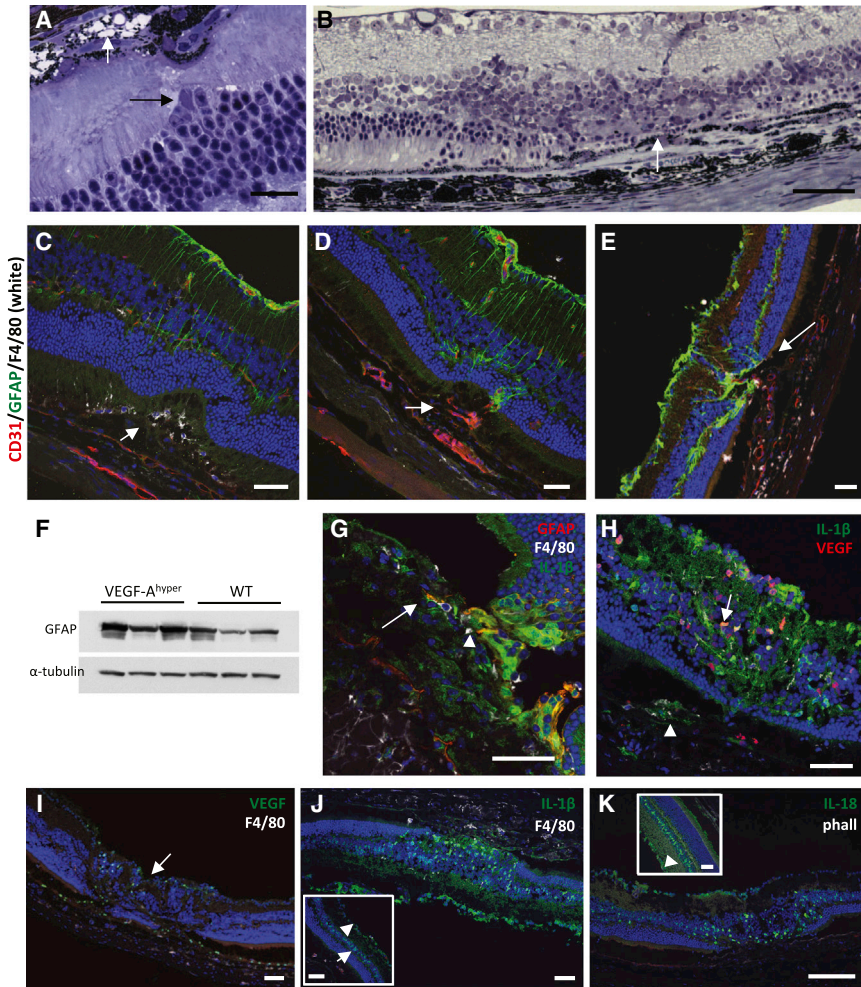 A
B
CD31/GFAP/F4/80 (white)
C
D
E
F
VEGF-Ahyper WT
GFAP
α-tubulin
G
GFAP
F4/80
IL-1β
H
IL-1β
VEGF
I
VEGF
F4/80
J
IL-1β
F4/80
K
IL-18
phall